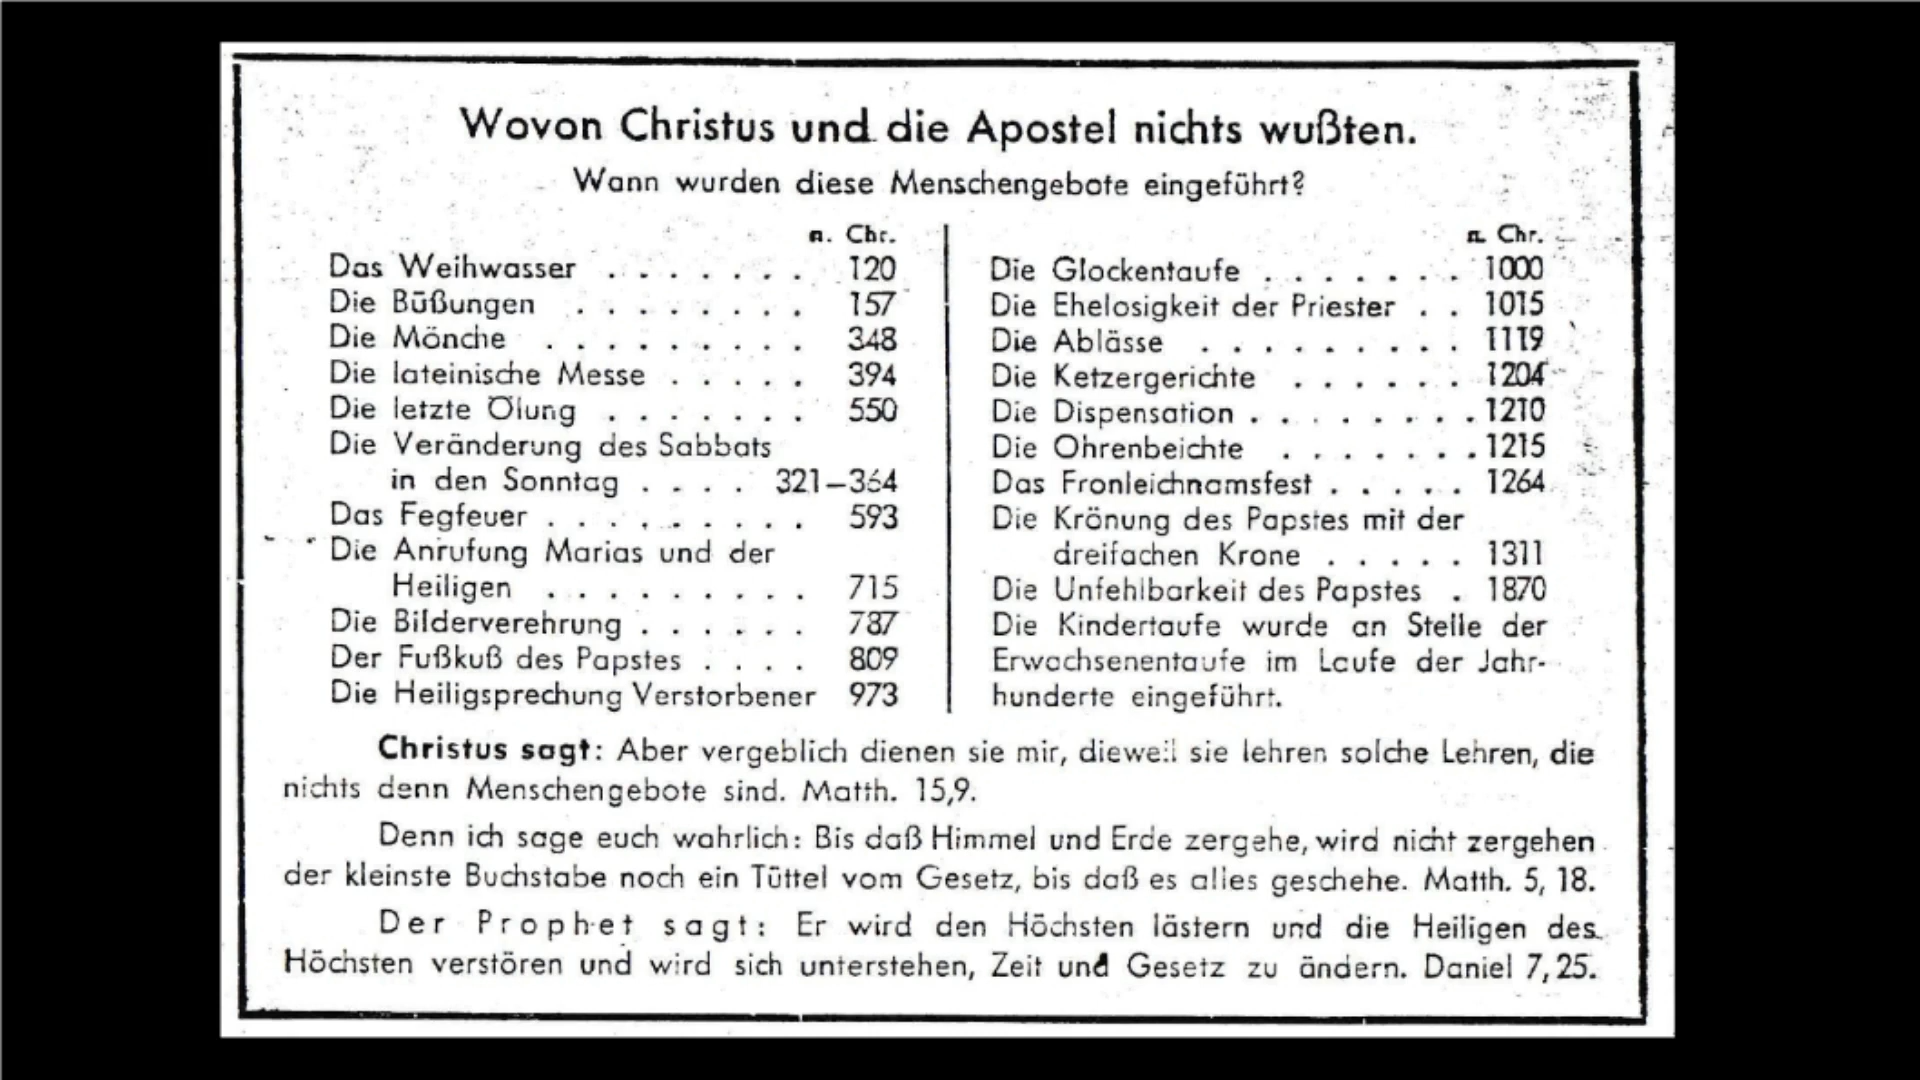 Wovon Christus und die Apostel nichts wußten.
Wann wurden diese Menschengebote eingeführt?
n. Chr.
Das Weihwasser . . . . . . . 120
Die Büßungen . . . . . . . . 157
Die Mönche . . . . . . . . . 348
Die lateinische Messe . . . . . 394
Die letzte Ölung . . . . . . . 550
Die Veränderung des Sabbats
in den Sonntag . . . . 321–364
Das Fegfeuer . . . . . . . . . 593
Die Anrufung Marias und der
Heiligen . . . . . . . . . 715
Die Bilderverehrung . . . . . . 787
Der Fußkuß des Papstes . . . . 809
Die Heiligsprechung Verstorbener 973
n. Chr.
Die Glockentaufe . . . . . . . 1000
Die Ehelosigkeit der Priester . . 1015
Die Ablässe . . . . . . . . . 1119
Die Ketzergerichte . . . . . . 1204
Die Dispensation . . . . . . . . 1210
Die Ohrenbeichte . . . . . . . 1215
Das Fronleichnamsfest . . . . . 1264
Die Krönung des Papstes mit der
dreifachen Krone . . . . . 1311
Die Unfehlbarkeit des Papstes . 1870
Die Kindertaufe wurde an Stelle der
Erwachsenentaufe im Laufe der Jahr-
hunderte eingeführt.
Christus sagt: Aber vergeblich dienen sie mir, dieweil sie lehren solche Lehren, die
nichts denn Menschengebote sind. Matth. 15,9.
Denn ich sage euch wahrlich: Bis daß Himmel und Erde zergehe, wird nicht zergehen
der kleinste Buchstabe noch ein Tüttel vom Gesetz, bis daß es alles geschehe. Matth. 5, 18.
Der Prophet sagt: Er wird den Höchsten lästern und die Heiligen des
Höchsten verstören und wird sich unterstehen, Zeit und Gesetz zu ändern. Daniel 7,25.